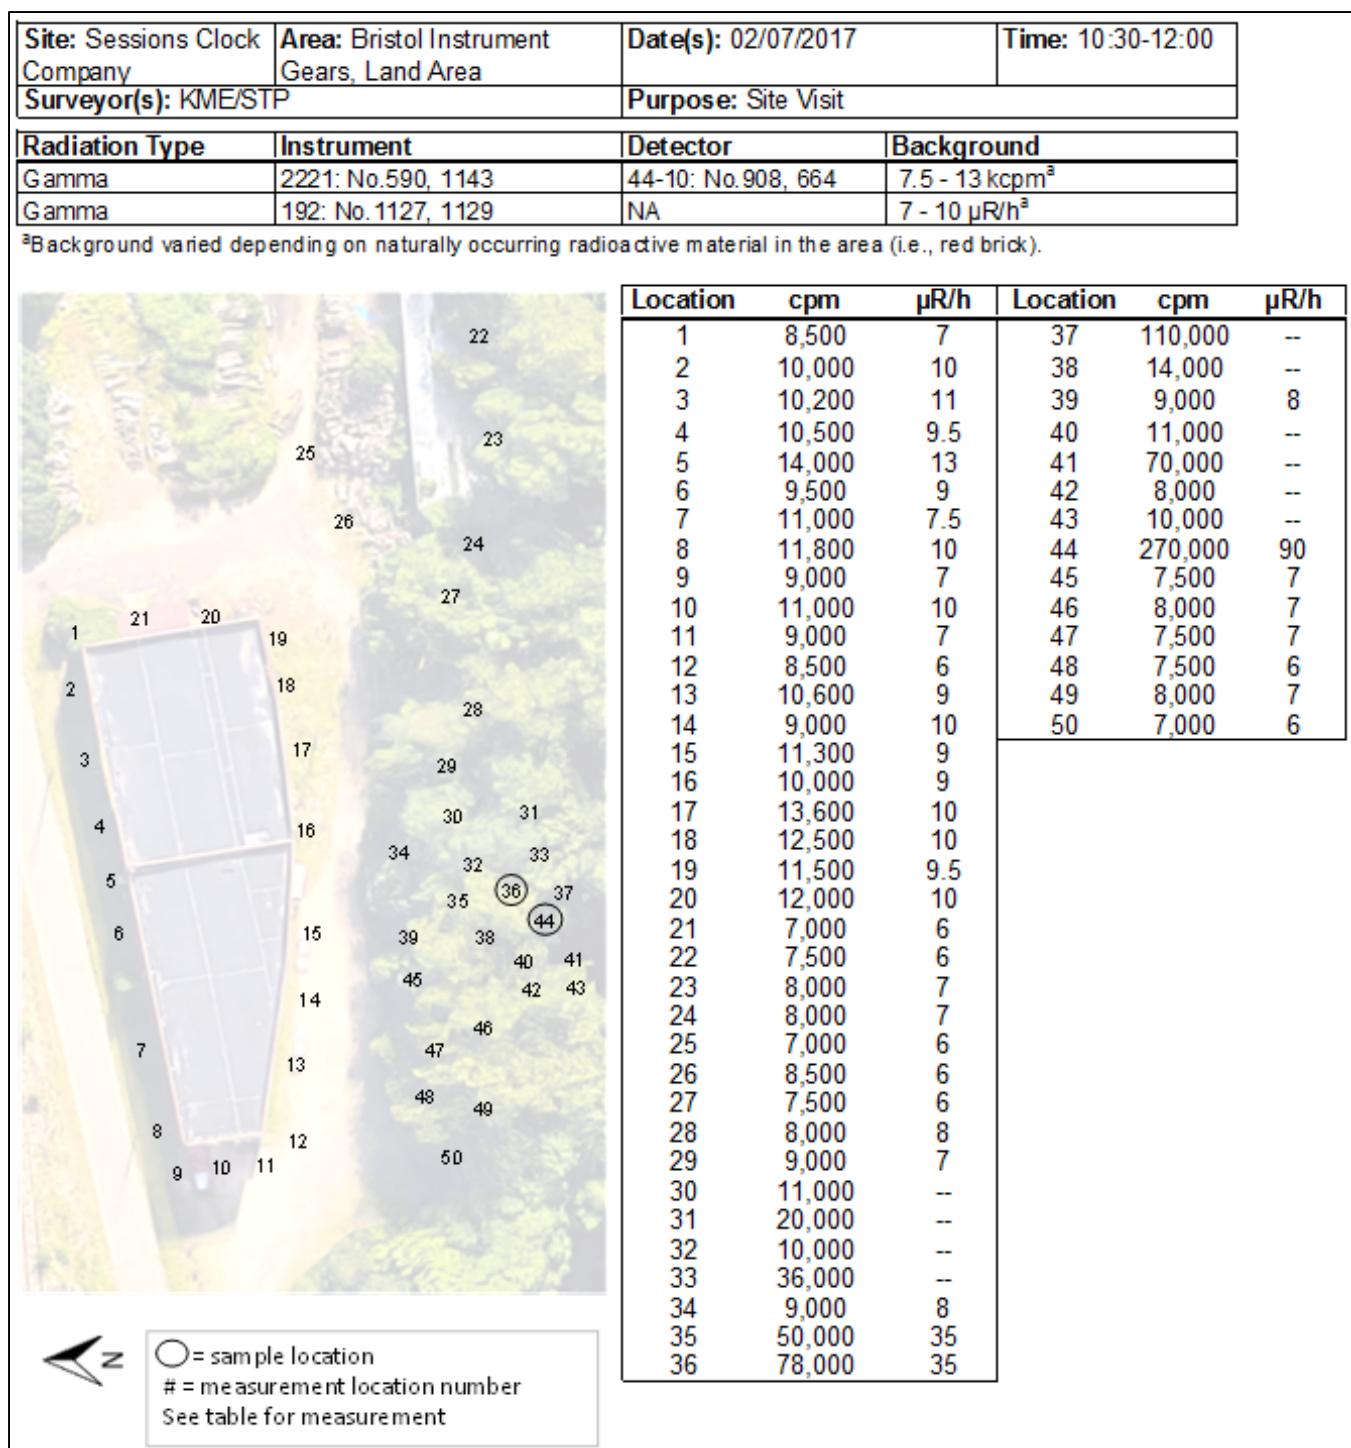 Site: Sessions Clock Company Area: Bristol Instrument Gears, Land Area Date(s): 02/07/2017 Time: 10:30-12:00
Surveyor(s): KME/STP Purpose: Site Visit
Radiation Type Instrument Detector Background
Gamma 2221: No.590, 1143 44-10: No.908, 664 7.5 - 13 kcpmª
Gamma 192: No.1127, 1129 NA 7 - 10 µR/hª
ªBackground varied depending on naturally occurring radioactive material in the area (i.e., red brick).
22
23
25
26
24
27
21 20
1 19
2 18
28
3 17
29
30 31
4 16
34 32 33
5 36 37
35
44
6 15 39 38
40 41
45 42 43
14
46
7 47
13
48 49
8 12
50
9 10 11
N
= sample location
# = measurement location number
See table for measurement
Location cpm µR/h Location cpm µR/h
1 8,500 7 37 110,000 --
2 10,000 10 38 14,000 --
3 10,200 11 39 9,000 8
4 10,500 9.5 40 11,000 --
5 14,000 13 41 70,000 --
6 9,500 9 42 8,000 --
7 11,000 7.5 43 10,000 --
8 11,800 10 44 270,000 90
9 9,000 7 45 7,500 7
10 11,000 10 46 8,000 7
11 9,000 7 47 7,500 7
12 8,500 6 48 7,500 6
13 10,600 9 49 8,000 7
14 9,000 10 50 7,000 6
15 11,300 9
16 10,000 9
17 13,600 10
18 12,500 10
19 11,500 9.5
20 12,000 10
21 7,000 6
22 7,500 6
23 8,000 7
24 8,000 7
25 7,000 6
26 8,500 6
27 7,500 6
28 8,000 8
29 9,000 7
30 11,000 --
31 20,000 --
32 10,000 --
33 36,000 --
34 9,000 8
35 50,000 35
36 78,000 35